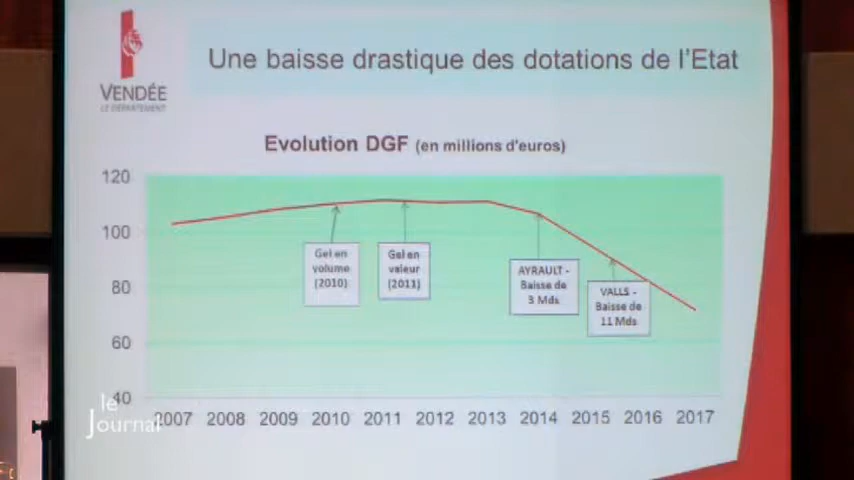 Une baisse drastique des dotations de l'Etat
VENDÉE
LE DÉPARTEMENT
Evolution DGF (en millions d'euros)
120
100
80
60
40
Gel en
volume
(2010)
Gel en
valeur
(2011)
AYRAULT -
Baisse de
3 Mds
VALLS -
Baisse de
11 Mds
2007 2008 2009 2010 2011 2012 2013 2014 2015 2016 2017
le
Journal